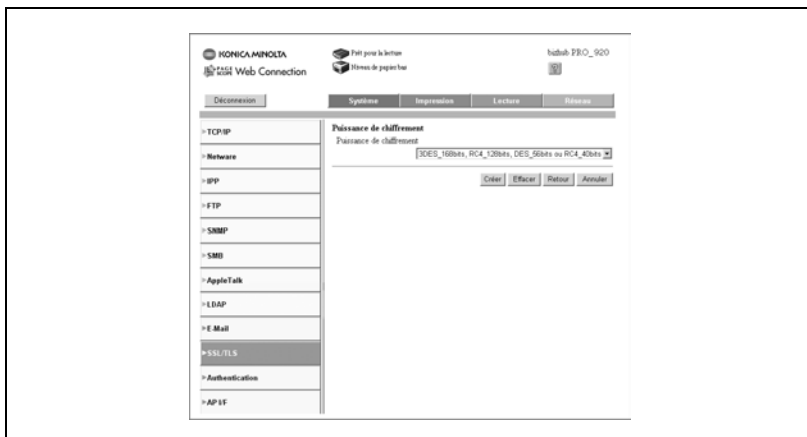 KONICA MINOLTA
PAGE SCOPE Web Connection
Prêt pour la lecture
Niveau de papier bas
bizhub PRO_920
?
Déconnexion
Système Impression Lecture Réseau
TCP/IP
Netware
IPP
FTP
SNMP
SMB
AppleTalk
LDAP
E-Mail
SSL/TLS
Authentication
AP I/F
Puissance de chiffrement
Puissance de chiffrement
3DES_168bits, RC4_128bits, DES_56bits ou RC4_40bits
Créer Effacer Retour Annuler